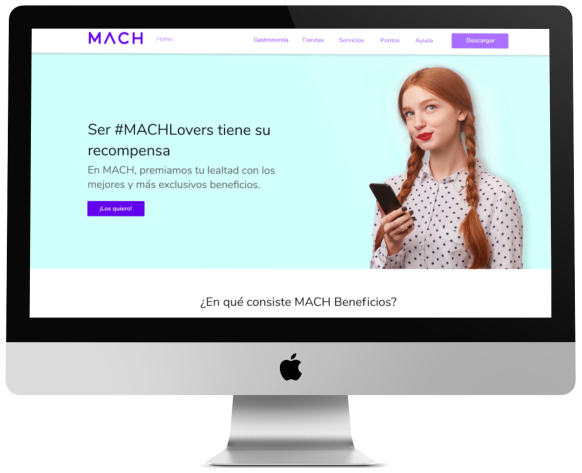 MACH Home Gastronomía Tiendas Servicios Puntos Ayuda Descargar
Ser #MACHLovers tiene su
recompensa
En MACH, premiamos tu lealtad con los
mejores y más exclusivos beneficios.
¡Los quiero!
¿En qué consiste MACH Beneficios?